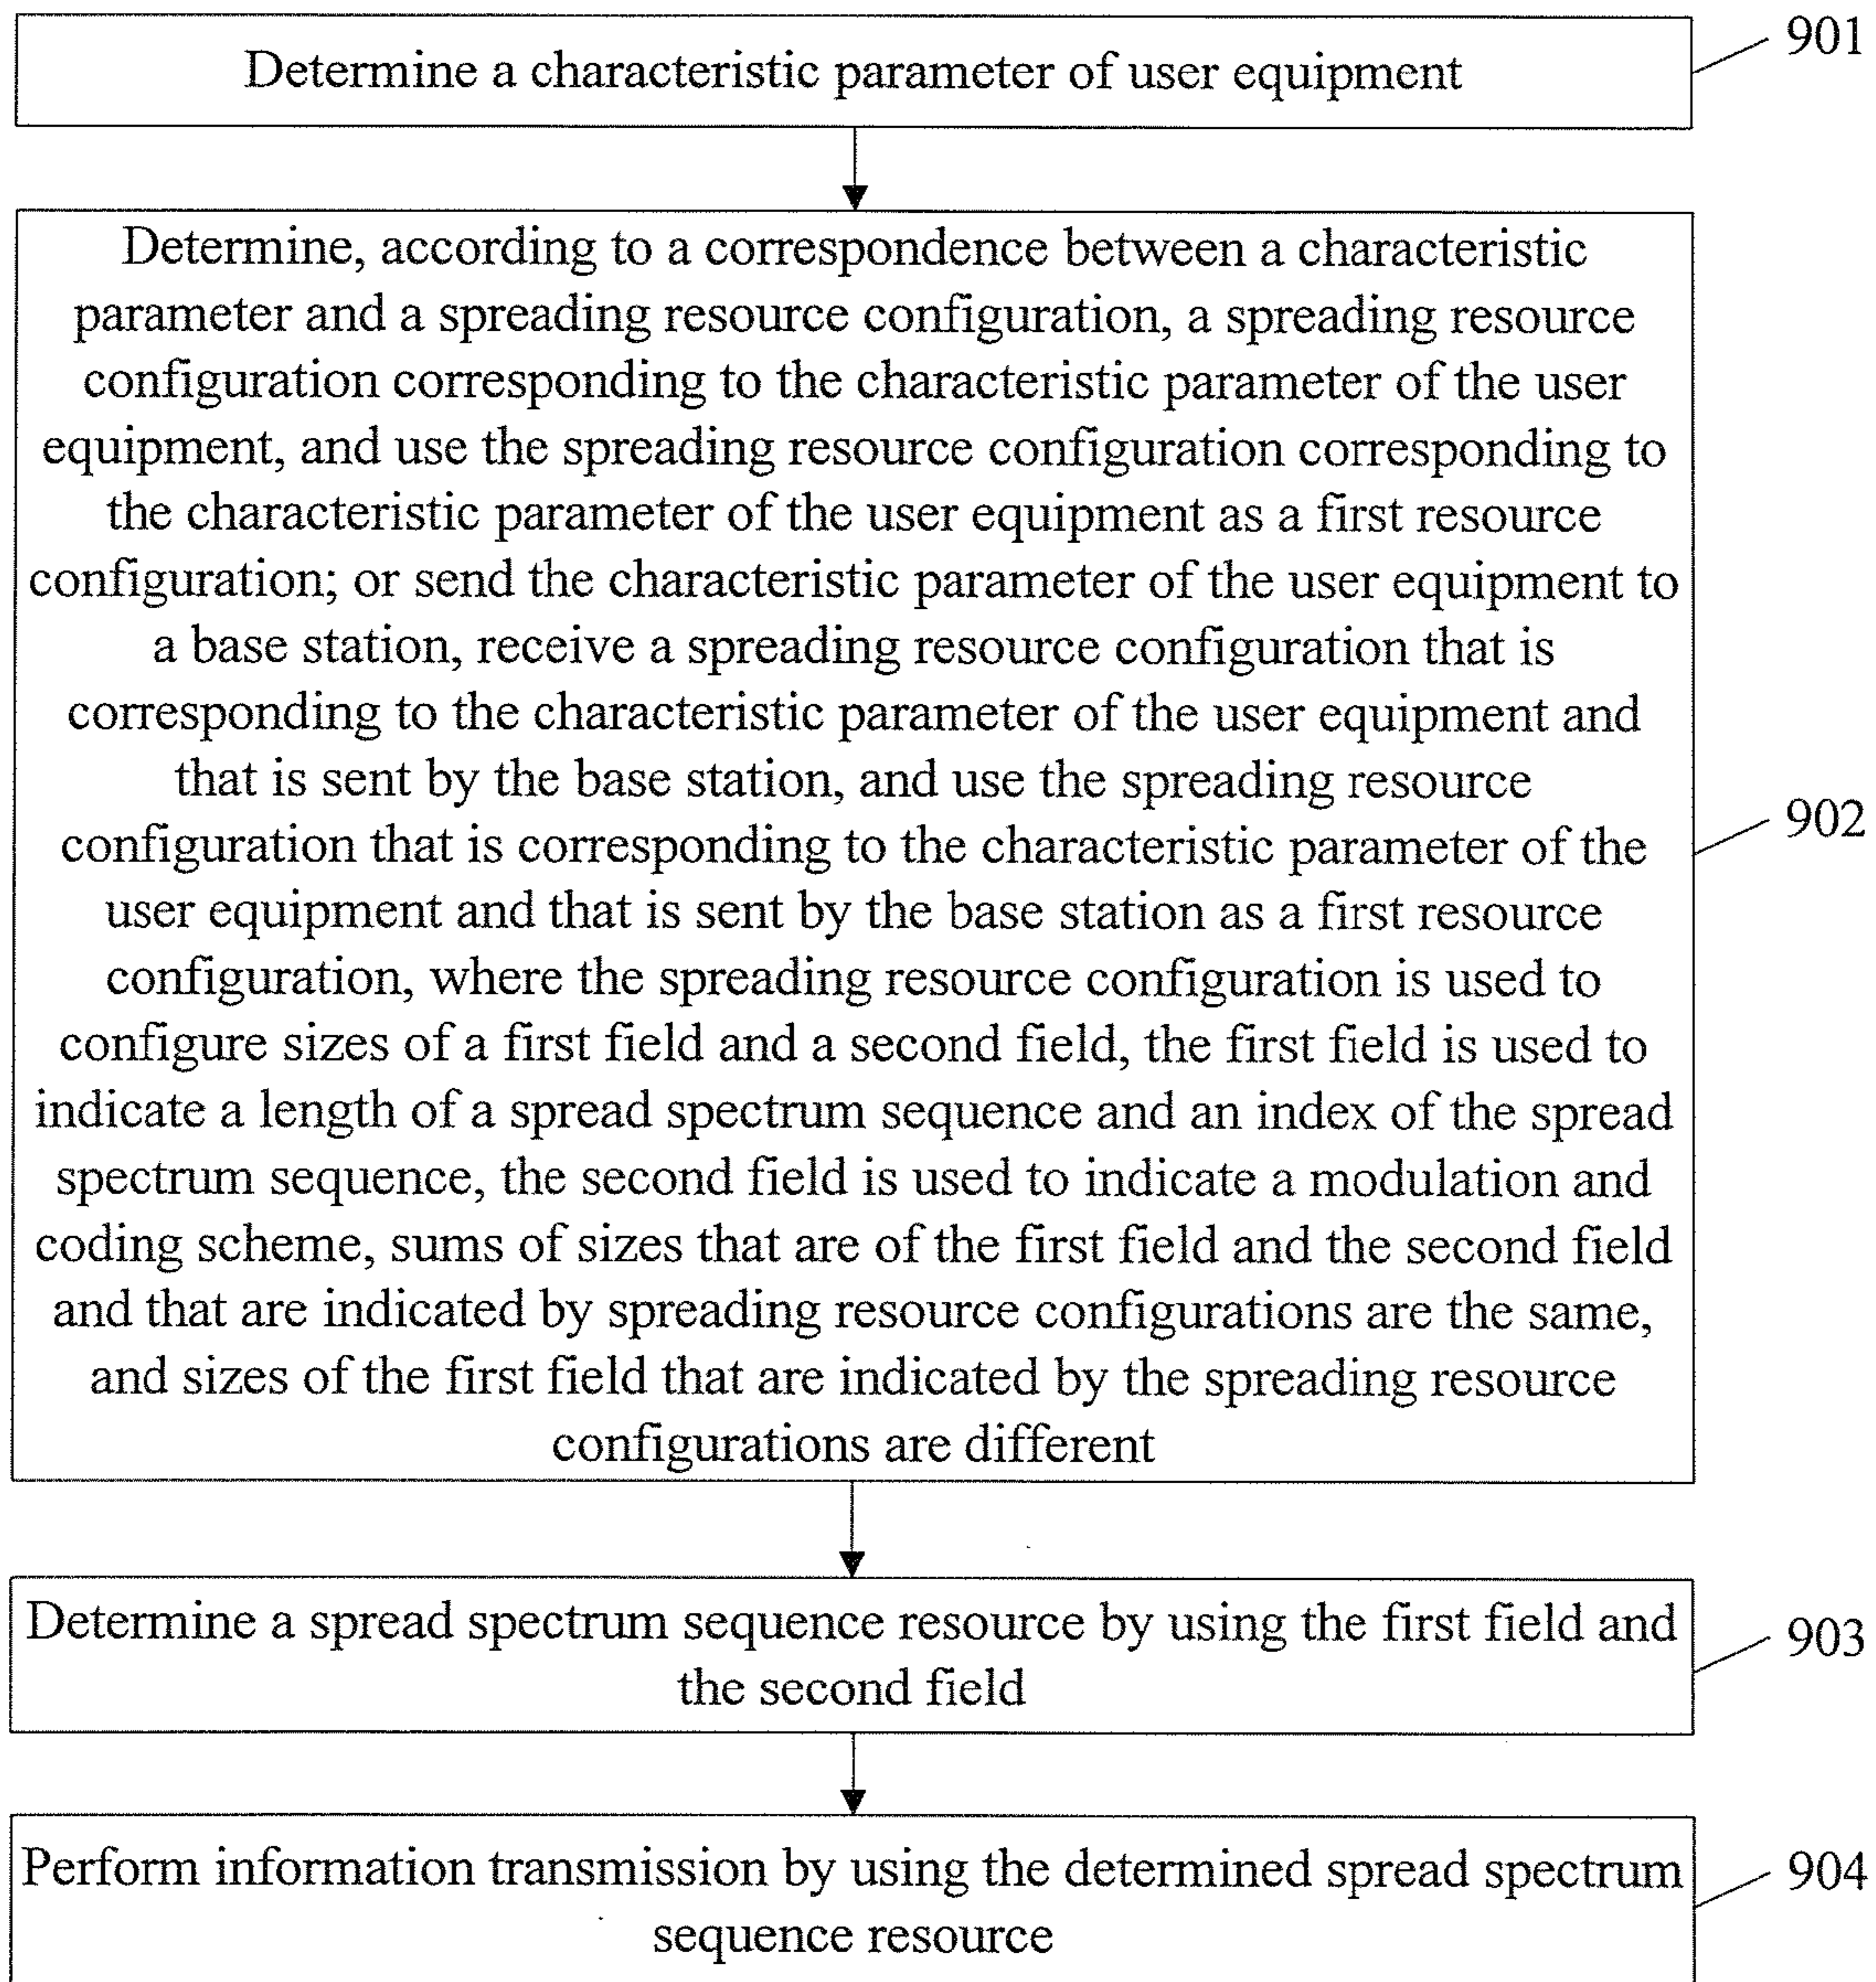 Determine a characteristic parameter of user equipment
901
Determine, according to a correspondence between a characteristic
parameter and a spreading resource configuration, a spreading resource
configuration corresponding to the characteristic parameter of the user
equipment, and use the spreading resource configuration corresponding to
the characteristic parameter of the user equipment as a first resource
configuration; or send the characteristic parameter of the user equipment to
a base station, receive a spreading resource configuration that is
corresponding to the characteristic parameter of the user equipment and
that is sent by the base station, and use the spreading resource
configuration that is corresponding to the characteristic parameter of the
user equipment and that is sent by the base station as a first resource
configuration, where the spreading resource configuration is used to
configure sizes of a first field and a second field, the first field is used to
indicate a length of a spread spectrum sequence and an index of the spread
spectrum sequence, the second field is used to indicate a modulation and
coding scheme, sums of sizes that are of the first field and the second field
and that are indicated by spreading resource configurations are the same,
and sizes of the first field that are indicated by the spreading resource
configurations are different
902
Determine a spread spectrum sequence resource by using the first field and
the second field
903
Perform information transmission by using the determined spread spectrum
sequence resource
904